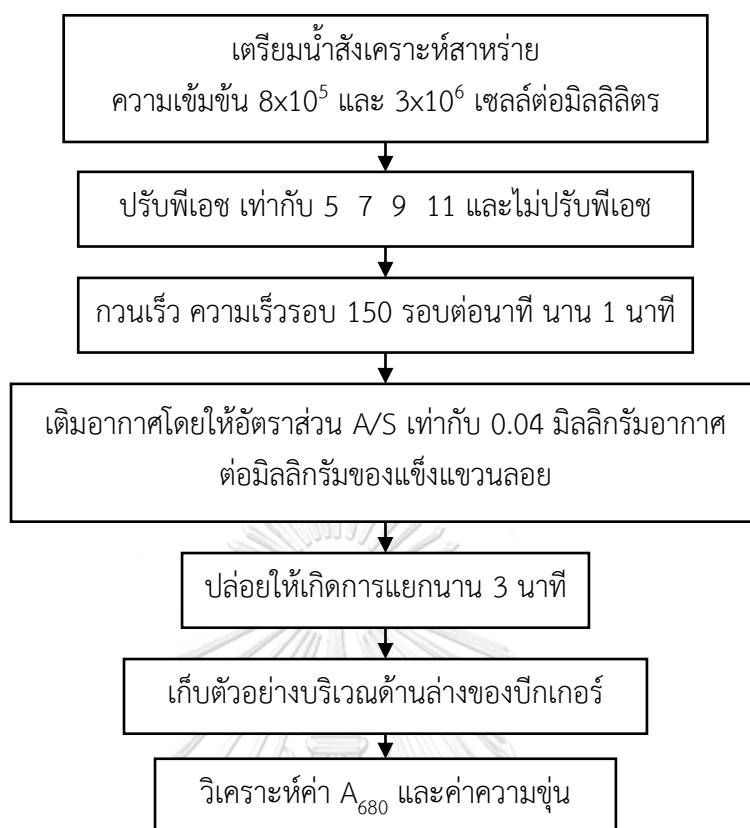 เตรียมน้ำสังเคราะห์สาหร่าย
ความเข้มข้น 8x10⁵ และ 3x10⁶ เซลล์ต่อมิลลิลิตร
ปรับพีเอช เท่ากับ 5 7 9 11 และไม่ปรับพีเอช
กวนเร็ว ความเร็วรอบ 150 รอบต่อนาที นาน 1 นาที
เติมอากาศโดยให้อัตราส่วน A/S เท่ากับ 0.04 มิลลิกรัมอากาศ
ต่อมิลลิกรัมของแข็งแขวนลอย
ปล่อยให้เกิดการแยกนาน 3 นาที
เก็บตัวอย่างบริเวณด้านล่างของบีกเกอร์
วิเคราะห์ค่า A₆₈₀ และค่าความขุ่น